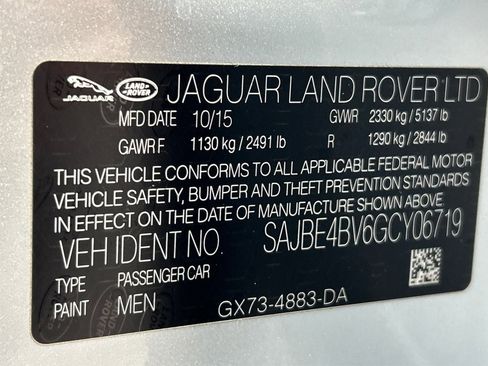 JAGUAR LAND-ROVER JAGUAR LAND ROVER LTD
MFD DATE 10/15 GVWR 2330 kg / 5137 lb
GAWR F 1130 kg / 2491 lb R 1290 kg / 2844 lb
THIS VEHICLE CONFORMS TO ALL APPLICABLE FEDERAL MOTOR
VEHICLE SAFETY, BUMPER AND THEFT PREVENTION STANDARDS
IN EFFECT ON THE DATE OF MANUFACTURE SHOWN ABOVE.
VEH IDENT NO. SAJBE4BV6GCY06719
TYPE PASSENGER CAR
PAINT MEN GX73-4883-DA